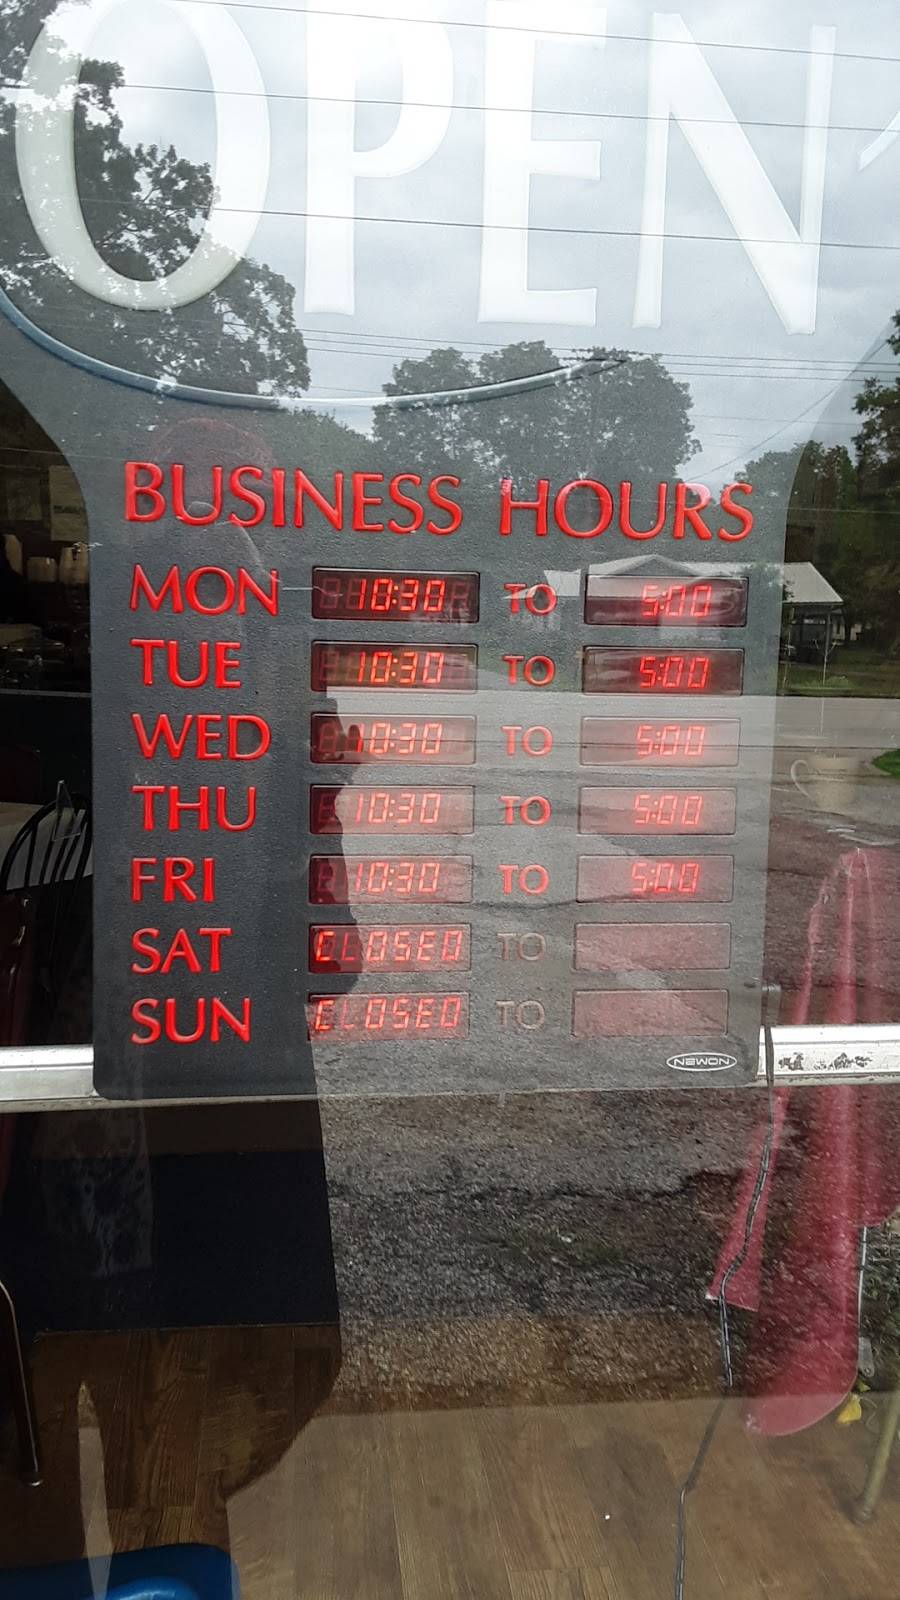 OPEN
BUSINESS HOURS
MON 10:30 TO 5:00
TUE 10:30 TO 5:00
WED 10:30 TO 5:00
THU 10:30 TO 5:00
FRI 10:30 TO 5:00
SAT CLOSED TO
SUN CLOSED TO
NEWON